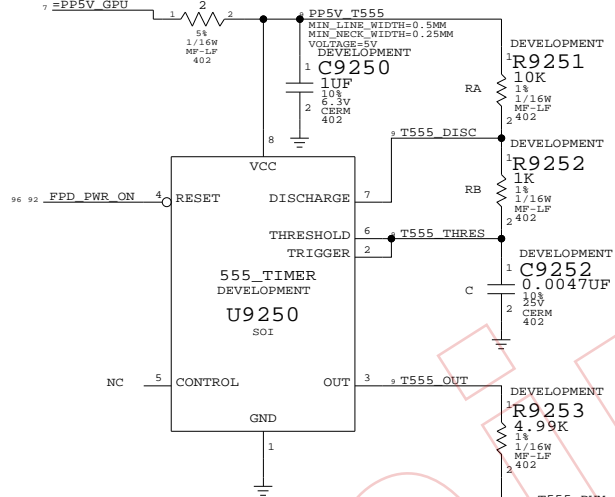 7 =PP5V_GPU
1 2 2
5%
1/16W
MF-LF
402
PP5V_T555
MIN_LINE_WIDTH=0.5MM
MIN_NECK_WIDTH=0.25MM
VOLTAGE=5V
DEVELOPMENT
1 C9250
1UF
10%
2 6.3V
CERM
402
DEVELOPMENT
1 R9251
10K
RA 1%
1/16W
MF-LF
2 402
9 T555_DISC
DEVELOPMENT
1 R9252
1K
RB 1%
1/16W
MF-LF
2 402
8
VCC
96 92 FPD_PWR_ON 4 RESET
DISCHARGE 7
THRESHOLD 6 T555_THRES
TRIGGER 2
555_TIMER
DEVELOPMENT
U9250
SOI
DEVELOPMENT
1 C9252
0.0047UF
C 10%
2 25V
CERM
402
NC 5 CONTROL
OUT 3 9 T555_OUT
GND
1
DEVELOPMENT
1 R9253
4.99K
1%
1/16W
MF-LF
2 402